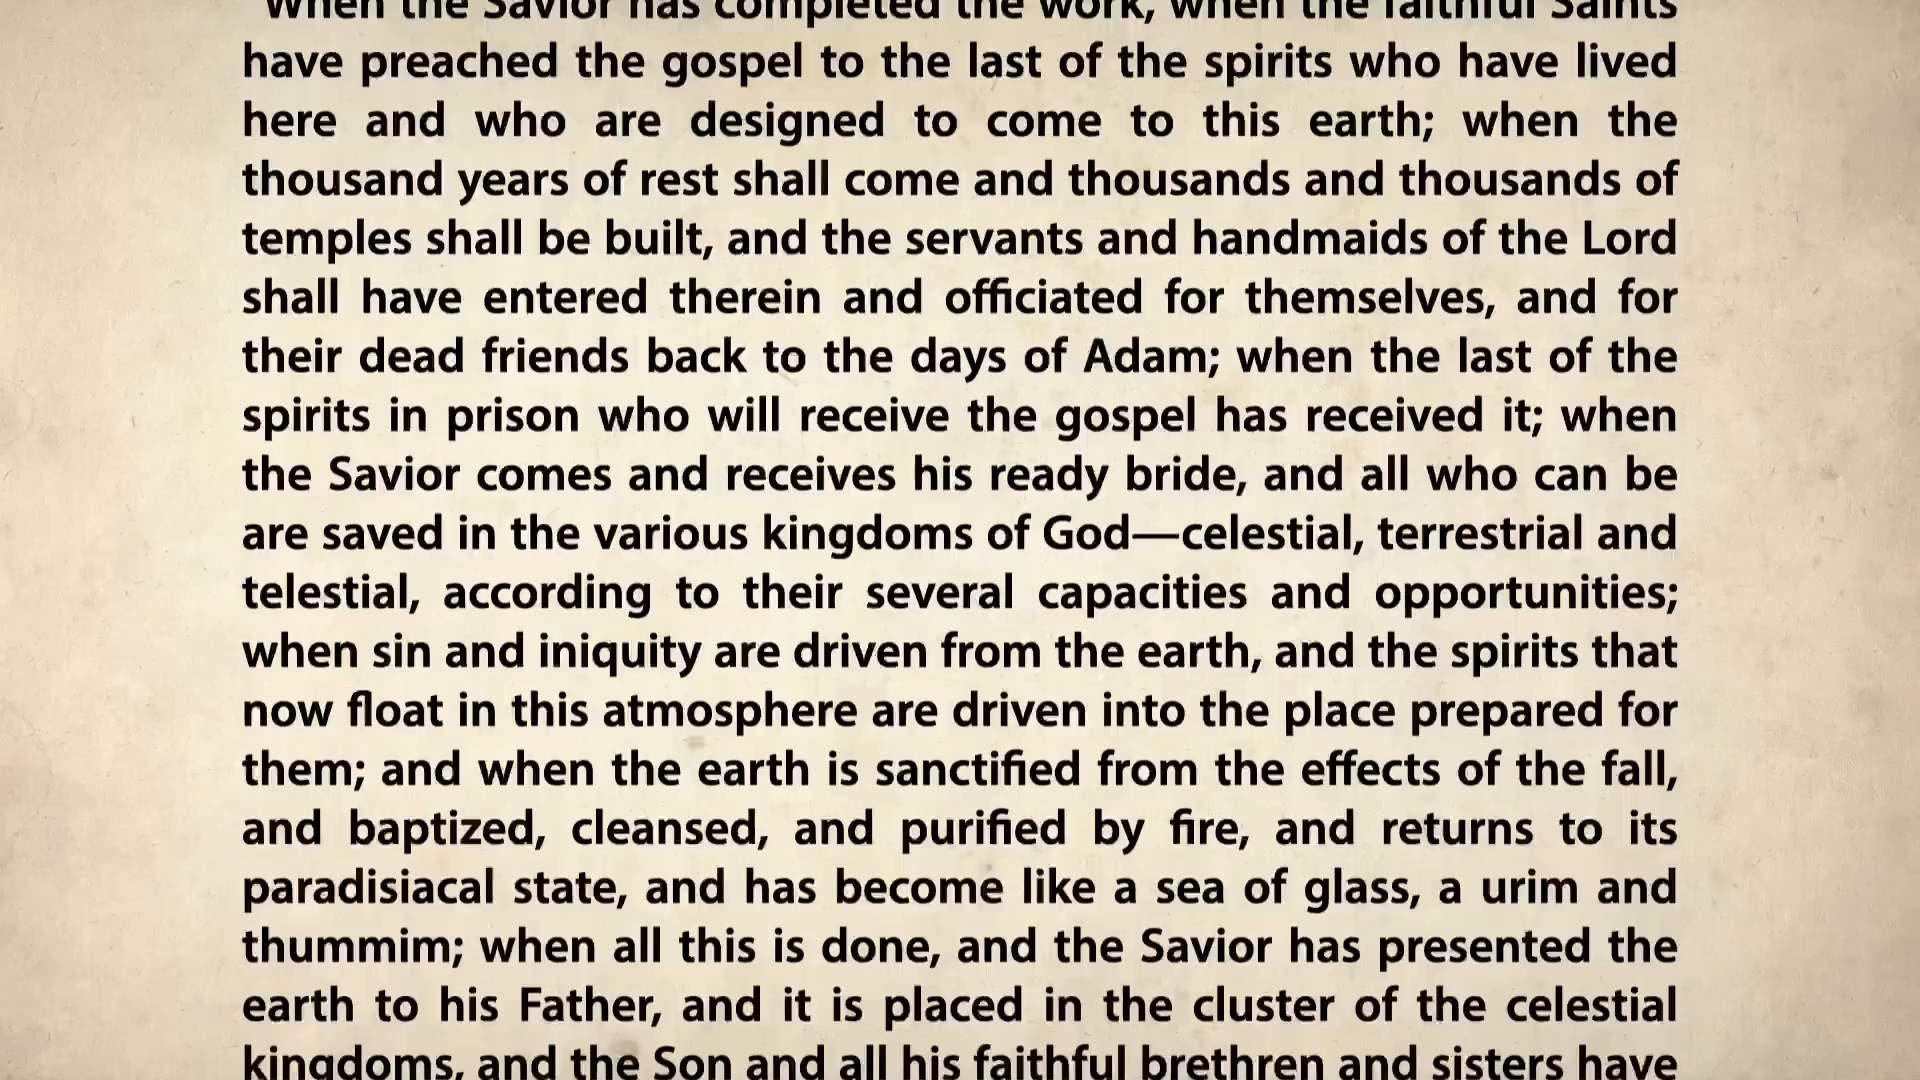 "When the Savior has completed the work, when the faithful Saints
have preached the gospel to the last of the spirits who have lived
here and who are designed to come to this earth; when the
thousand years of rest shall come and thousands and thousands of
temples shall be built, and the servants and handmaids of the Lord
shall have entered therein and officiated for themselves, and for
their dead friends back to the days of Adam; when the last of the
spirits in prison who will receive the gospel has received it; when
the Savior comes and receives his ready bride, and all who can be
are saved in the various kingdoms of God—celestial, terrestrial and
telestial, according to their several capacities and opportunities;
when sin and iniquity are driven from the earth, and the spirits that
now float in this atmosphere are driven into the place prepared for
them; and when the earth is sanctified from the effects of the fall,
and baptized, cleansed, and purified by fire, and returns to its
paradisiacal state, and has become like a sea of glass, a urim and
thummim; when all this is done, and the Savior has presented the
earth to his Father, and it is placed in the cluster of the celestial
kingdoms, and the Son and all his faithful brethren and sisters have